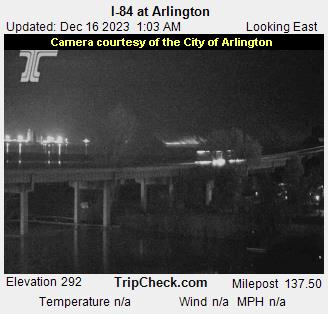 I-84 at Arlington
Updated: Dec 16 2023 1:03 AM Looking East
Camera courtesy of the City of Arlington
Elevation 292 TripCheck.com Milepost 137.50
Temperature n/a Wind n/a MPH n/a